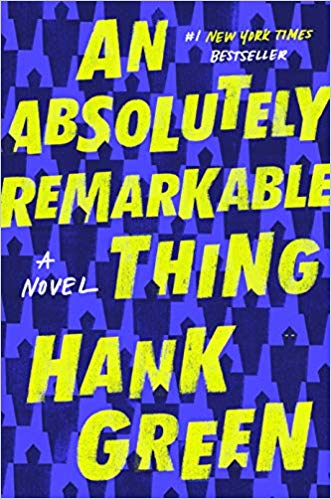 AN
#1 NEW YORK TIMES
BESTSELLER
ABSOLUTELY
REMARKABLE
A
NOVEL
THING
HANK
GREEN